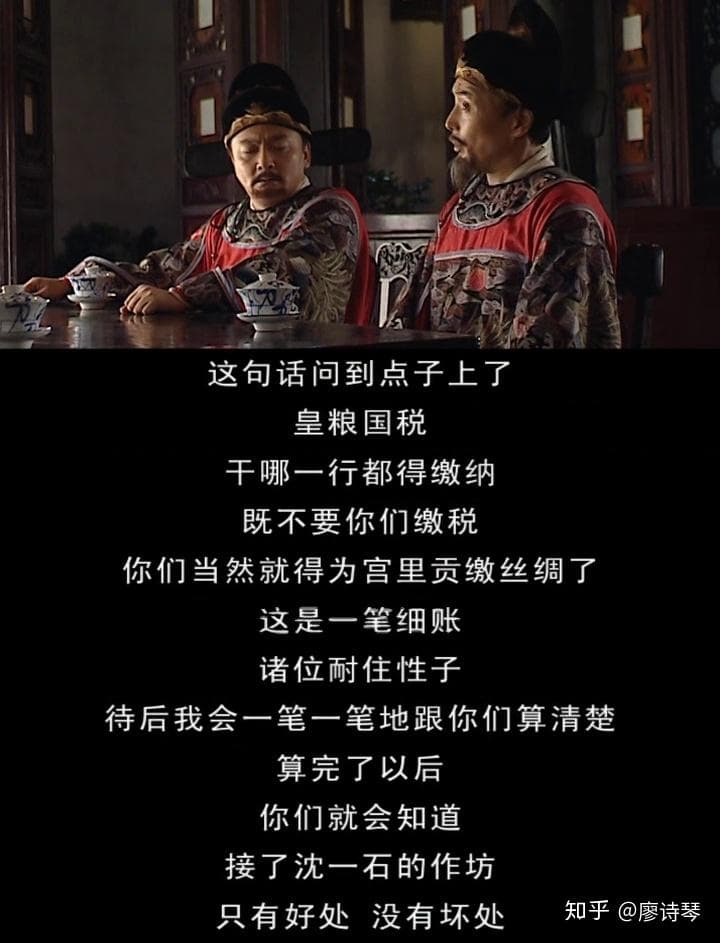 这句话问到点子上了
皇粮国税
干哪一行都得缴纳
既不要你们缴税
你们当然就得为宫里贡缴丝绸了
这是一笔细账
诸位耐住性子
待后我会一笔一笔地跟你们算清楚
算完了以后
你们就会知道
接了沈一石的作坊
只有好处 没有坏处
知乎 @廖诗琴